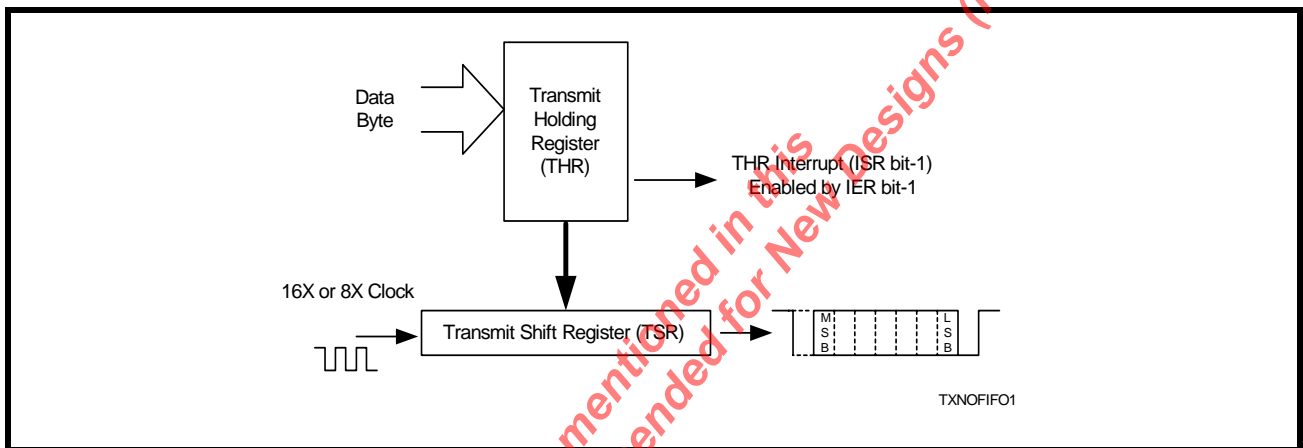 Data
Byte
Transmit
Holding
Register
(THR)
THR Interrupt (ISR bit-1)
Enabled by IER bit-1
16X or 8X Clock
Transmit Shift Register (TSR)
M
S
B
L
S
B
TXNOFIFO1
mentioned in this
ended for New Designs (